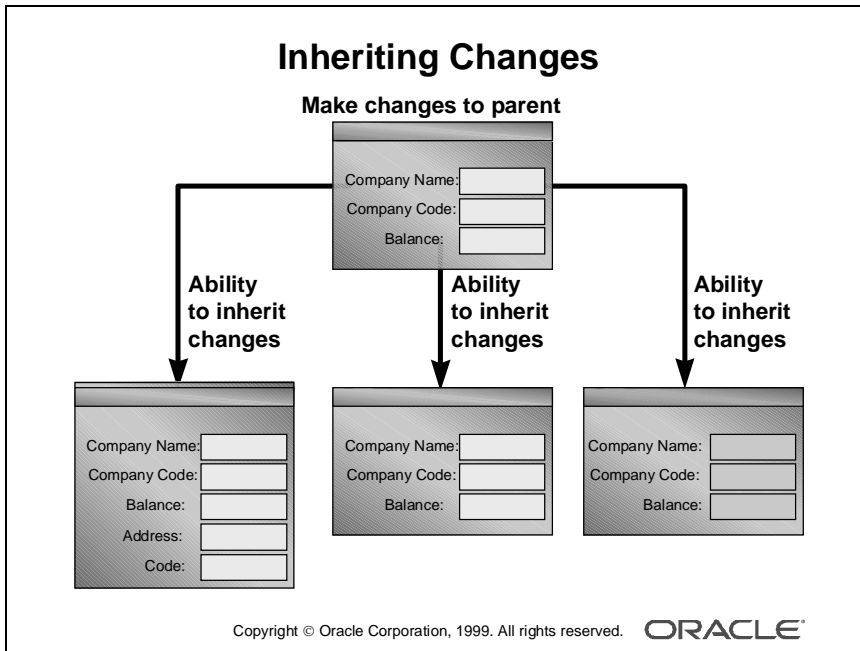 Inheriting Changes
Make changes to parent
Company Name:
Company Code:
Balance:
Ability
to inherit
changes
Ability
to inherit
changes
Ability
to inherit
changes
Company Name:
Company Code:
Balance:
Address:
Code:
Company Name:
Company Code:
Balance:
Company Name:
Company Code:
Balance:
Copyright © Oracle Corporation, 1999. All rights reserved.
ORACLE®